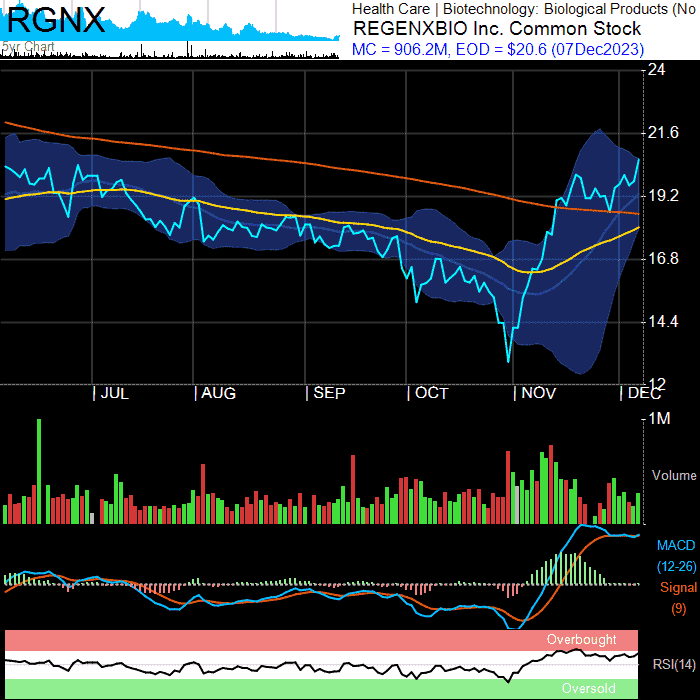 RGNX
5yr Chart
Health Care | Biotechnology: Biological Products (No
REGENXBIO Inc. Common Stock
MC = 906.2M, EOD = $20.6 (07Dec2023)
24
21.6
19.2
16.8
14.4
12
| JUL | AUG | SEP | OCT | NOV | DEC
1M
Volume
MACD
(12-26)
Signal
(9)
Overbought
RSI(14)
Oversold